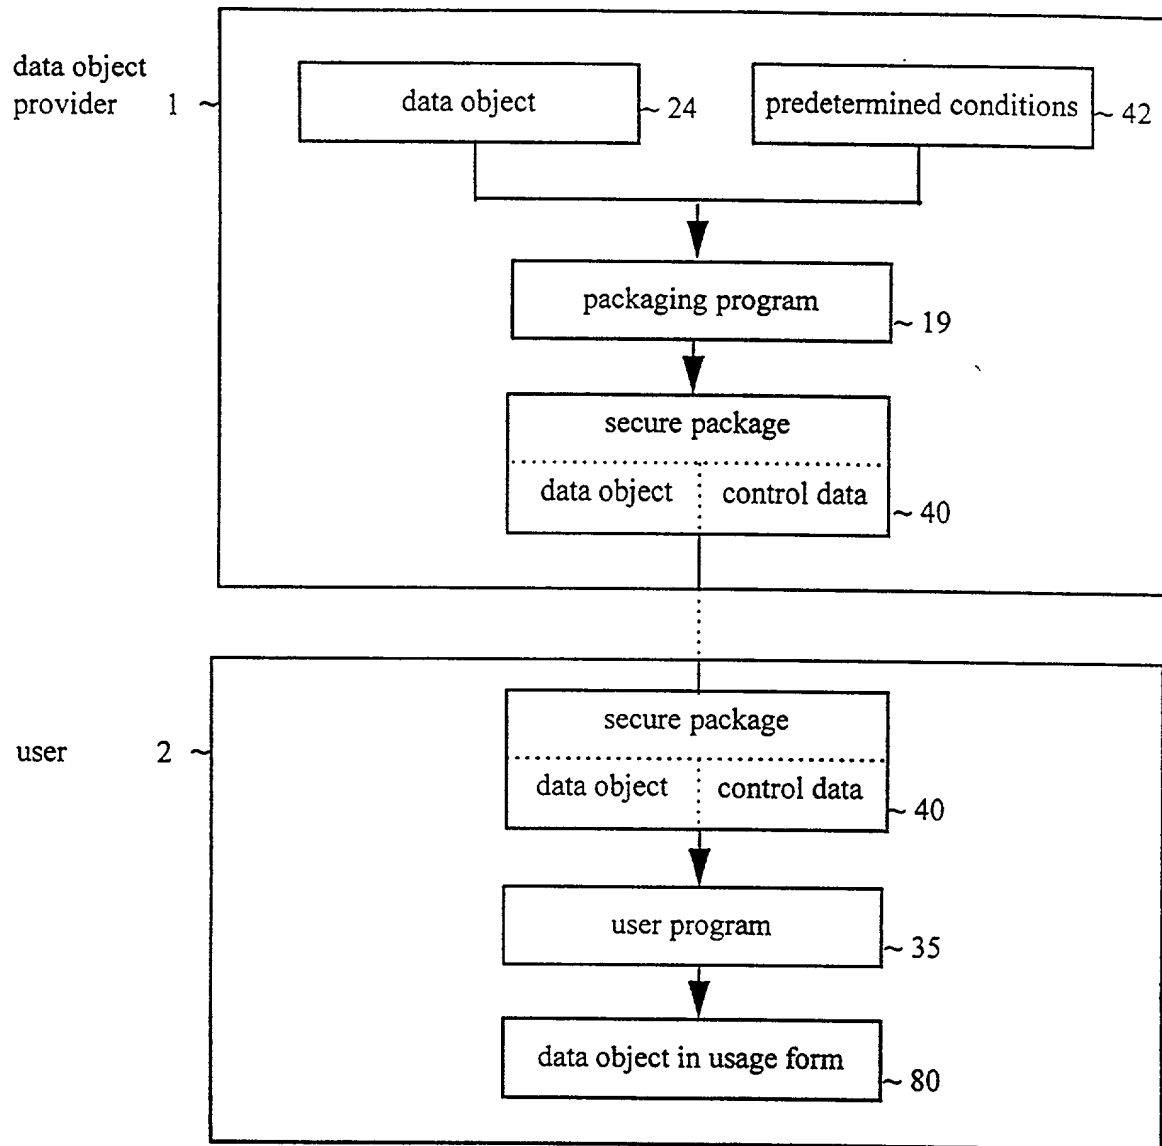 data object
provider 1 ~
data object ~ 24
predetermined conditions ~ 42
packaging program ~ 19
secure package
data object control data ~ 40
user 2 ~
secure package
data object control data ~ 40
user program ~ 35
data object in usage form ~ 80